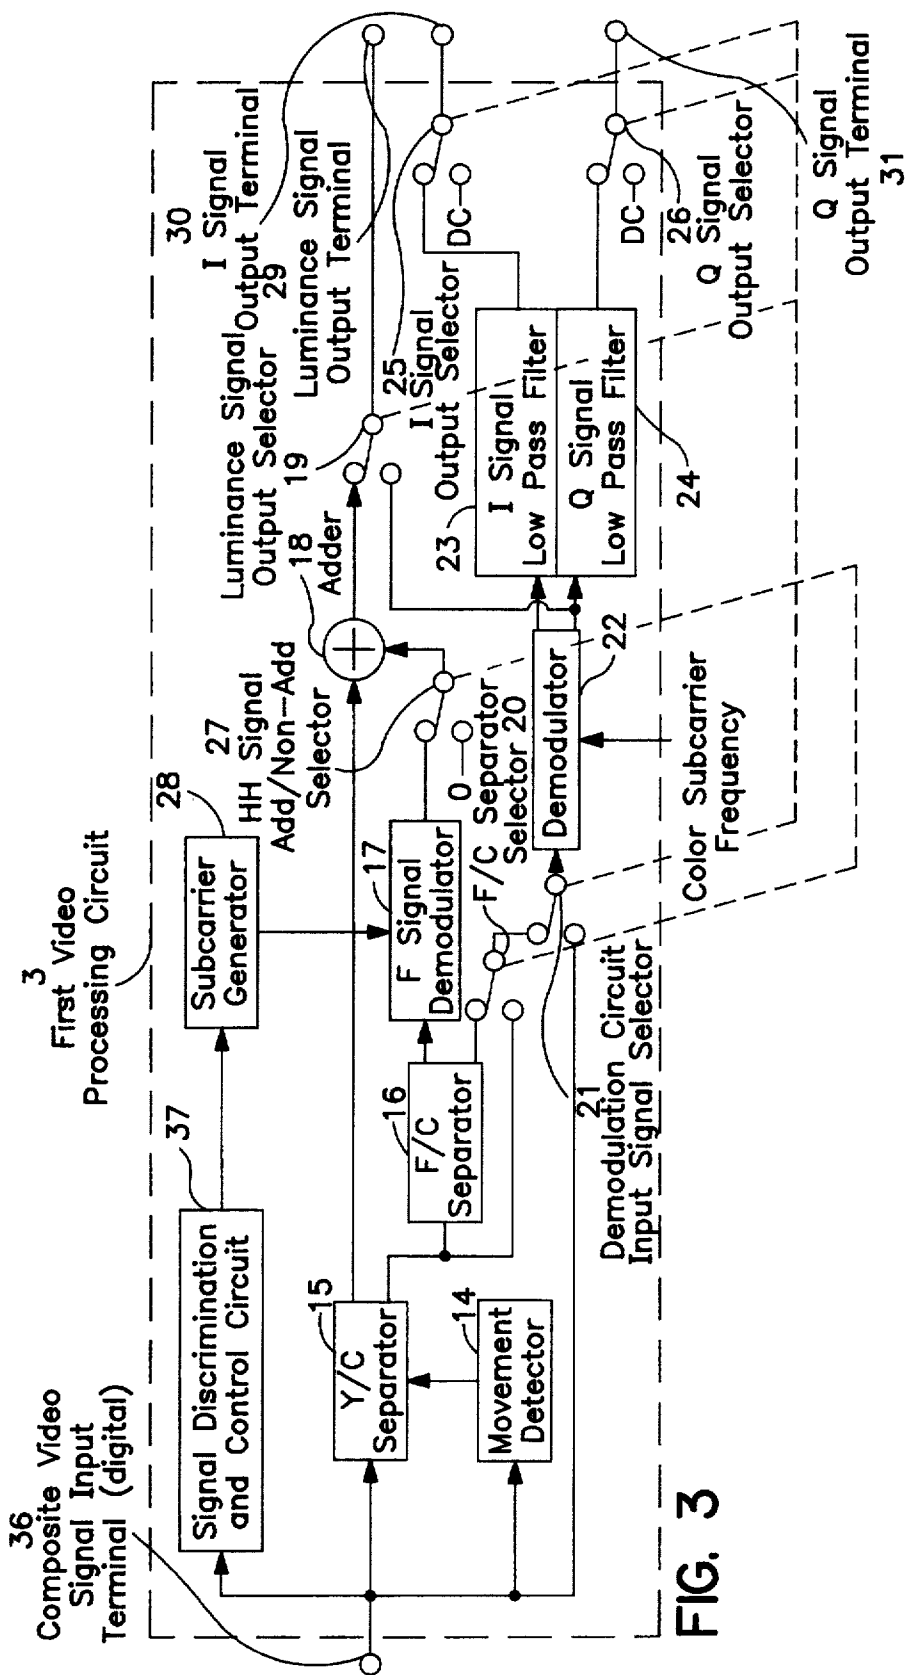 36
Composite Video
Signal Input
Terminal (digital)
3
First Video
Processing Circuit
37
Signal Discrimination
and Control Circuit
28
Subcarrier
Generator
27
HH Signal
Add/Non-Add
Selector
18
Adder
Luminance Signal
Output Selector
19
30
I Signal
Output Terminal
29
Luminance Signal
Output Terminal
25
I Signal
Output Selector
15
Y/C
Separator
14
Movement
Detector
16
F/C
Separator
17
F Signal
Demodulator
0
F/C Separator
Selector 20
21
Demodulation Circuit
Input Signal Selector
Demodulator
22
Color Subcarrier
Frequency
23
I Signal
Low Pass Filter
Q Signal
Low Pass Filter
24
DC
DC
26
Q Signal
Output Selector
Q Signal
Output Terminal
31
FIG. 3